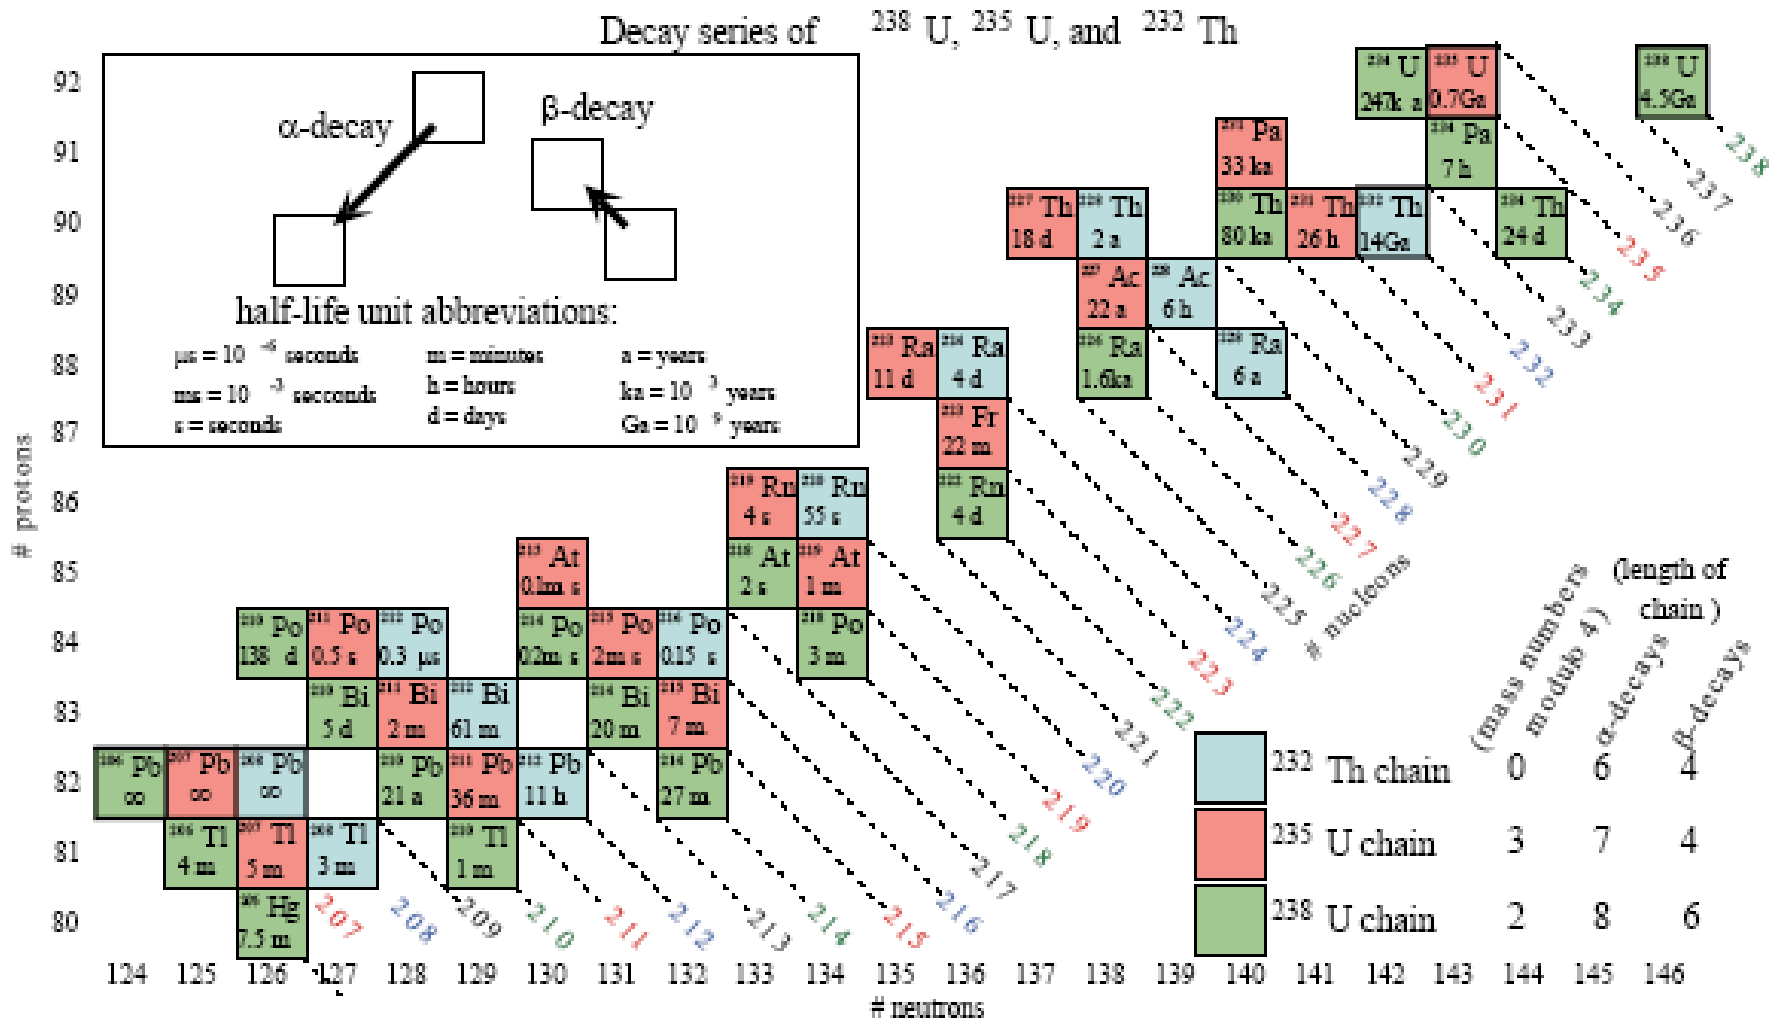 Decay series of 238 U, 235 U, and 232 Th
α-decay
β-decay
half-life unit abbreviations:
μs = 10 -6 seconds
m = minutes
a = years
ms = 10 -3 secconds
h = hours
ka = 10 3 years
s = seconds
d = days
Ga = 10 9 years
# protons
92
91
90
89
88
87
86
85
84
83
82
81
80
234 U
247k a
235 U
0.7Ga
238 U
4.5Ga
231 Pa
33 ka
234 Pa
7 h
227 Th
18 d
228 Th
2 a
230 Th
80 ka
231 Th
26 h
232 Th
14Ga
234 Th
24 d
227 Ac
22 a
228 Ac
6 h
223 Ra
11 d
224 Ra
4 d
226 Ra
1.6ka
228 Ra
6 a
223 Fr
22 m
219 Rn
4 s
220 Rn
55 s
222 Rn
4 d
215 At
0.1m s
218 At
2 s
219 At
1 m
210 Po
138 d
211 Po
0.5 s
212 Po
0.3 μs
214 Po
02m s
215 Po
2m s
216 Po
0.15 s
218 Po
3 m
210 Bi
5 d
211 Bi
2 m
212 Bi
61 m
214 Bi
20 m
215 Bi
7 m
206 Pb
∞
207 Pb
∞
208 Pb
∞
210 Pb
21 a
211 Pb
36 m
212 Pb
11 h
214 Pb
27 m
206 Tl
4 m
207 Tl
5 m
208 Tl
3 m
Tl
1 m
Hg
7.5 m
207
208
209
210
211
212
213
214
215
216
217
218
219
220
221
222
223
224
225 = nucleons
226
227
228
229
230
231
232
233
234
235
236
237
238
(mass numbers
modulo 4)
(length of
chain )
α-decays
β-decays
232 Th chain 0 6 4
235 U chain 3 7 4
238 U chain 2 8 6
124 125 126 127 128 129 130 131 132 133 134 135 136 137 138 139 140 141 142 143 144 145 146
# neutrons